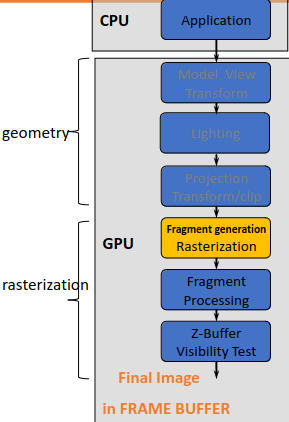 CPU
Application
Model View
Transform
geometry
Lighting
Projection
Transform/clip
Fragment generation
Rasterization
GPU
rasterization
Fragment
Processing
Z-Buffer
Visibility Test
Final Image
in FRAME BUFFER